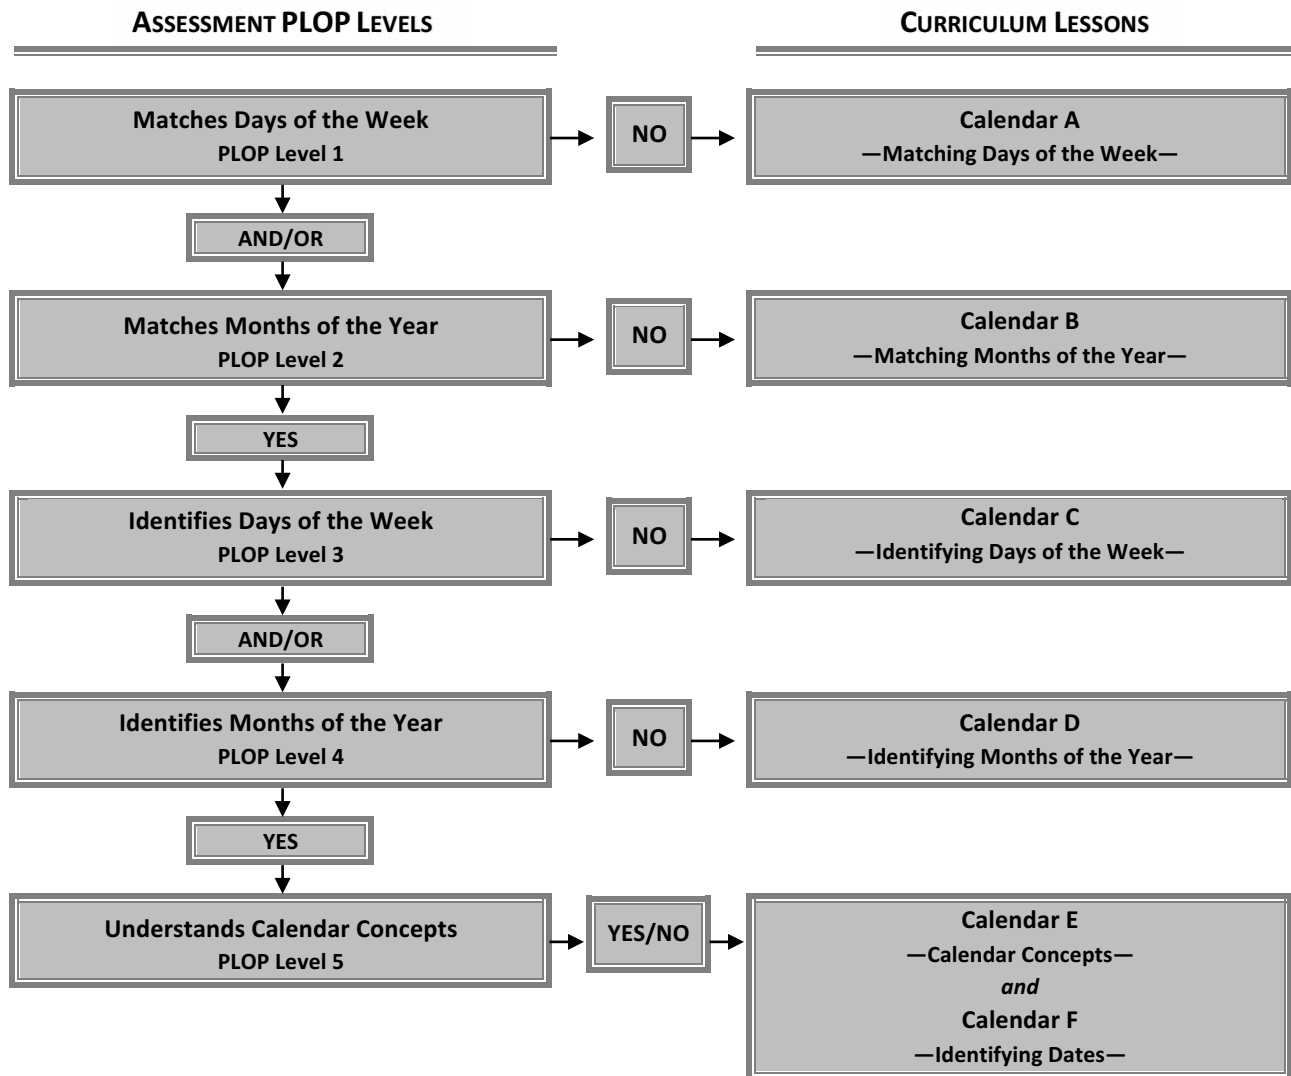 ASSESSMENT PLOP LEVELS
CURRICULUM LESSONS
Matches Days of the Week
PLOP Level 1
NO
Calendar A
—Matching Days of the Week—
AND/OR
Matches Months of the Year
PLOP Level 2
NO
Calendar B
—Matching Months of the Year—
YES
Identifies Days of the Week
PLOP Level 3
NO
Calendar C
—Identifying Days of the Week—
AND/OR
Identifies Months of the Year
PLOP Level 4
NO
Calendar D
—Identifying Months of the Year—
YES
Understands Calendar Concepts
PLOP Level 5
YES/NO
Calendar E
—Calendar Concepts—
and
Calendar F
—Identifying Dates—